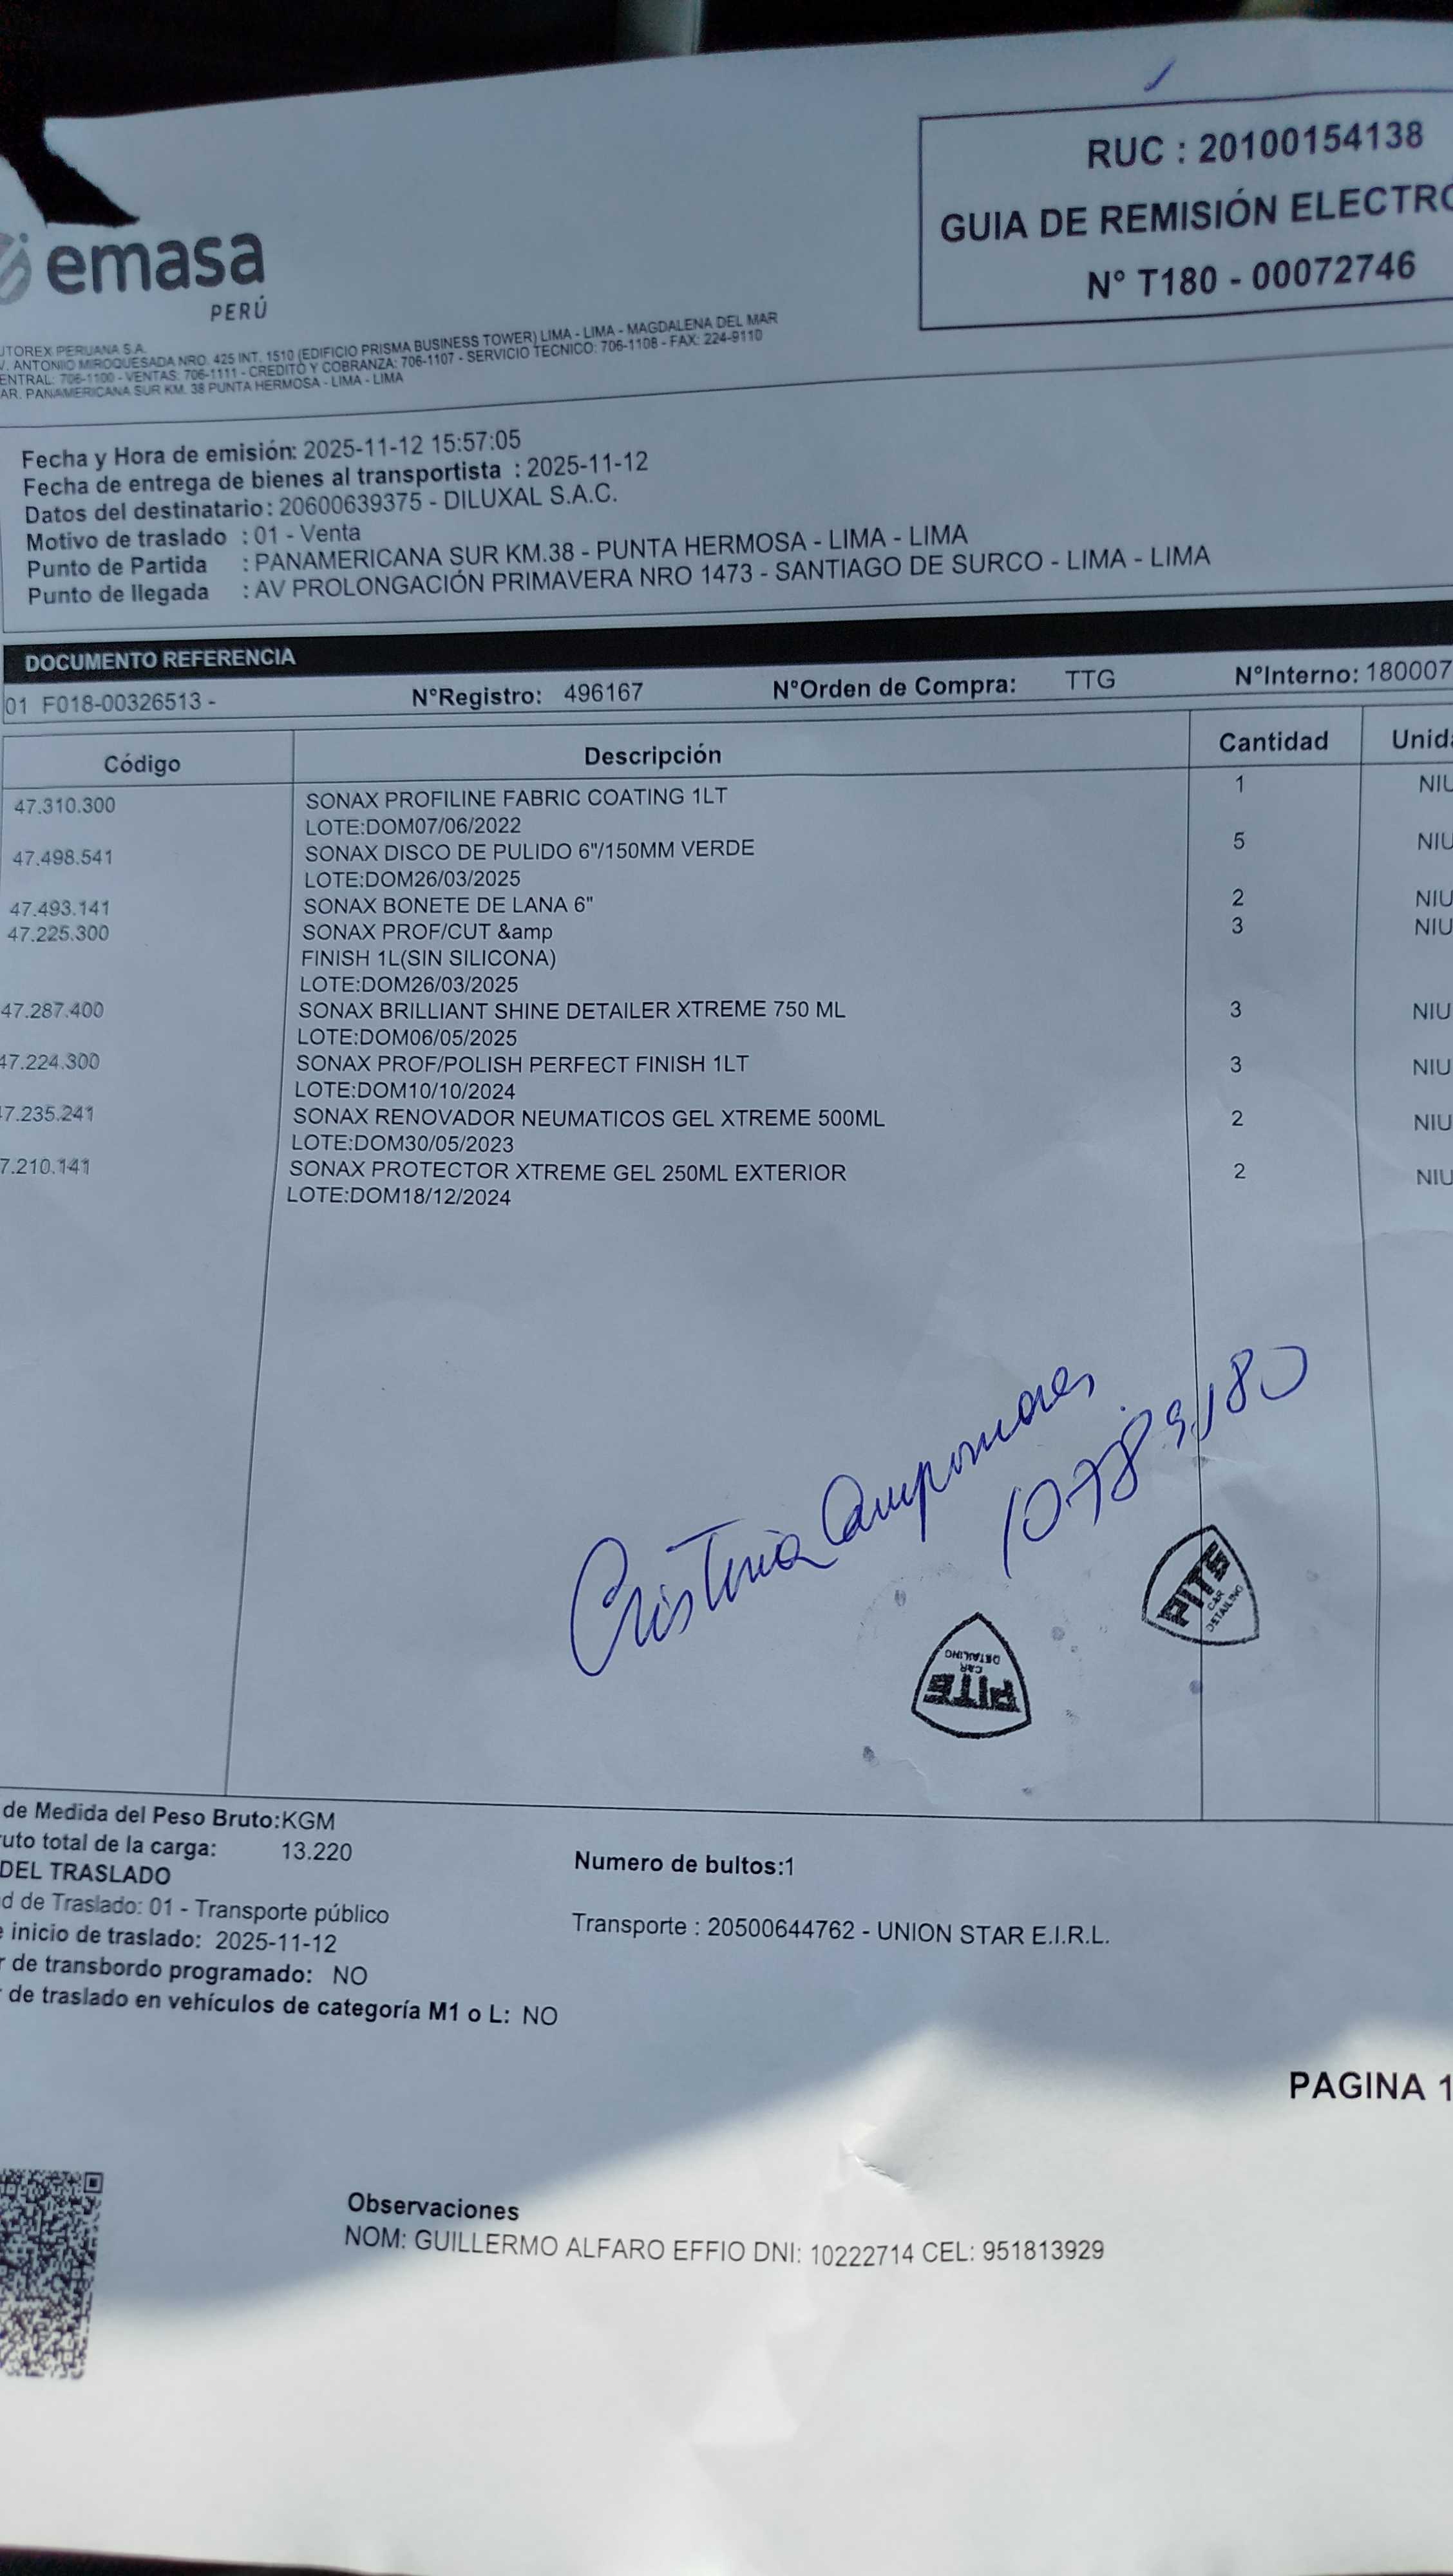 RUC : 20100154138
GUIA DE REMISIÓN ELECTRÓ
N° T180 - 00072746
emasa
PERÚ
UTOREX PERUANA S.A.
V. ANTONIO MIROQUESADA NRO. 425 INT. 1510 (EDIFICIO PRISMA BUSINESS TOWER) LIMA - LIMA - MAGDALENA DEL MAR
ENTRAL: 706-1100 - VENTAS: 706-1111 - CREDITO Y COBRANZA: 706-1107 - SERVICIO TECNICO: 706-1108 - FAX: 224-9110
AR. PANAMERICANA SUR KM. 38 PUNTA HERMOSA - LIMA - LIMA
Fecha y Hora de emisión: 2025-11-12 15:57:05
Fecha de entrega de bienes al transportista : 2025-11-12
Datos del destinatario : 20600639375 - DILUXAL S.A.C.
Motivo de traslado : 01 - Venta
Punto de Partida : PANAMERICANA SUR KM.38 - PUNTA HERMOSA - LIMA - LIMA
Punto de llegada : AV PROLONGACIÓN PRIMAVERA NRO 1473 - SANTIAGO DE SURCO - LIMA - LIMA
DOCUMENTO REFERENCIA
01 F018-00326513 - N°Registro: 496167 N°Orden de Compra: TTG N°Interno: 180007
Código Descripción Cantidad Unida
47.310.300 SONAX PROFILINE FABRIC COATING 1LT 1 NIU
LOTE:DOM07/06/2022
47.498.541 SONAX DISCO DE PULIDO 6"/150MM VERDE 5 NIU
LOTE:DOM26/03/2025
47.493.141 SONAX BONETE DE LANA 6" 2 NIU
47.225.300 SONAX PROF/CUT &amp 3 NIU
FINISH 1L(SIN SILICONA)
LOTE:DOM26/03/2025
47.287.400 SONAX BRILLIANT SHINE DETAILER XTREME 750 ML 3 NIU
LOTE:DOM06/05/2025
47.224.300 SONAX PROF/POLISH PERFECT FINISH 1LT 3 NIU
LOTE:DOM10/10/2024
7.235.241 SONAX RENOVADOR NEUMATICOS GEL XTREME 500ML 2 NIU
LOTE:DOM30/05/2023
7.210.141 SONAX PROTECTOR XTREME GEL 250ML EXTERIOR 2 NIU
LOTE:DOM18/12/2024
Cristina Campomanes
10789180
PITS
CAR
DETAILING
PITS
CAR
DETAILING
de Medida del Peso Bruto:KGM
uto total de la carga: 13.220
Numero de bultos:1
DEL TRASLADO
d de Traslado: 01 - Transporte público
Transporte : 20500644762 - UNION STAR E.I.R.L.
inicio de traslado: 2025-11-12
r de transbordo programado: NO
de traslado en vehículos de categoría M1 o L: NO
PAGINA 1
Observaciones
NOM: GUILLERMO ALFARO EFFIO DNI: 10222714 CEL: 951813929